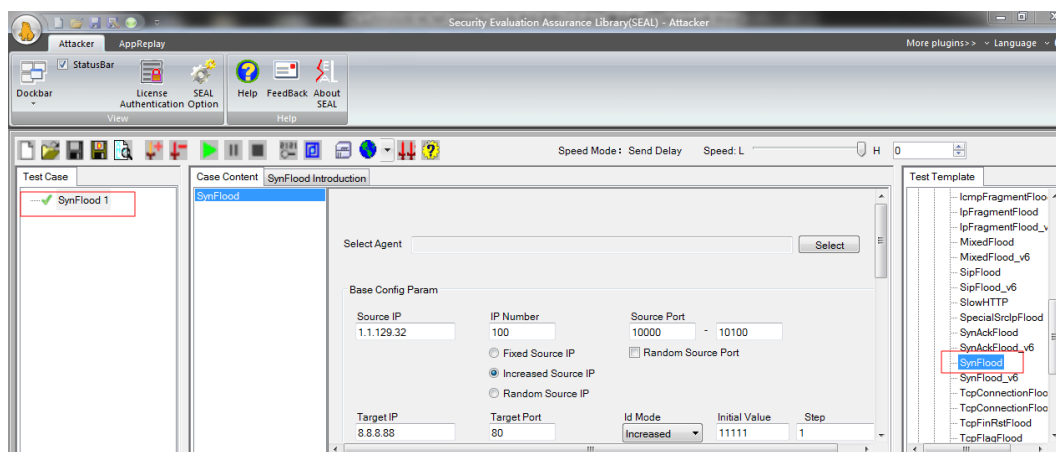 Security Evaluation Assurance Library(SEAL) - Attacker
Attacker AppReplay More plugins>> Language
StatusBar
Dockbar License Authentication SEAL Option Help FeedBack About SEAL
View Help
Speed Mode: Send Delay Speed: L H 0
Test Case Case Content SynFlood Introduction Test Template
SynFlood 1
SynFlood
Select Agent Select
Base Config Param
Source IP IP Number Source Port
1.1.129.32 100 10000 - 10100
Fixed Source IP Random Source Port
Increased Source IP
Random Source IP
Target IP Target Port Id Mode Initial Value Step
8.8.8.88 80 Increased 11111 1
IcmpFragmentFloo
IpFragmentFlood
IpFragmentFlood_v
MixedFlood
MixedFlood_v6
SipFlood
SipFlood_v6
SlowHTTP
SpecialSrcIpFlood
SynAckFlood
SynAckFlood_v6
SynFlood
SynFlood_v6
TcpConnectionFloo
TcpConnectionFloo
TcpFinRstFlood
TcpFlagFlood